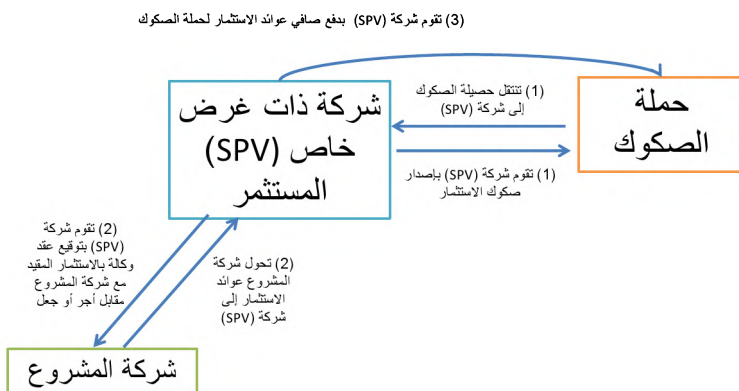 (3) تقوم شركة (SPV) بدفع صافي عوائد الاستثمار لحملة الصكوك
حملة
الصكوك
(1) تنتقل حصيلة الصكوك
إلى شركة (SPV)
(1) تقوم شركة (SPV) بإصدار
صكوك الاستثمار
شركة ذات غرض
خاص (SPV)
المستثمر
(2) تقوم شركة
(SPV) بتوقيع عقد
وكالة بالاستثمار المقيد
مع شركة المشروع
مقابل أجر أو جعل
(2) تحول شركة
المشروع عوائد
الاستثمار إلى
شركة (SPV)
شركة المشروع